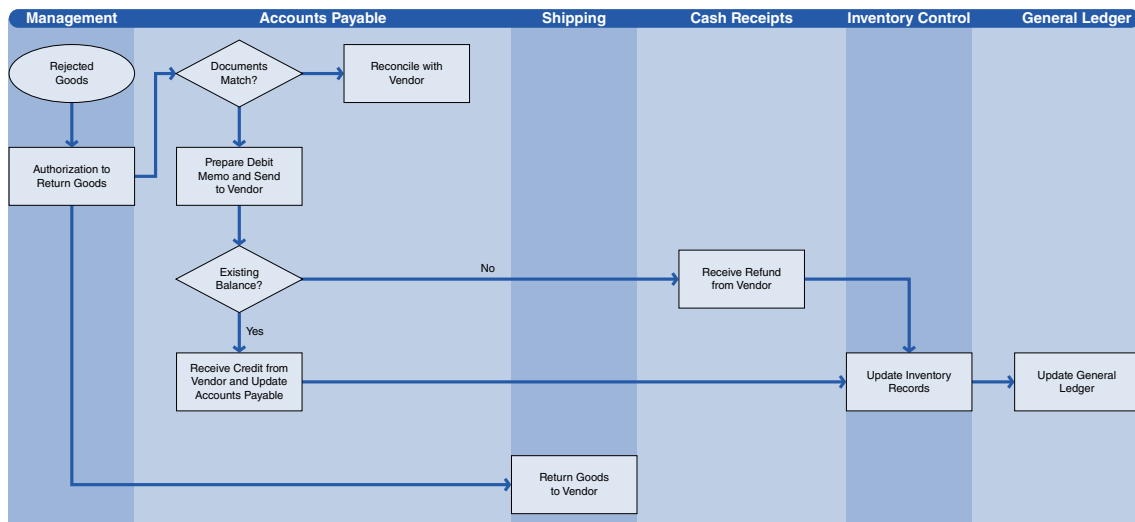 Management
Accounts Payable
Shipping
Cash Receipts
Inventory Control
General Ledger
Rejected
Goods
Documents
Match?
Reconcile with
Vendor
Authorization to
Return Goods
Prepare Debit
Memo and Send
to Vendor
Existing
Balance?
No
Receive Refund
from Vendor
Yes
Receive Credit from
Vendor and Update
Accounts Payable
Update Inventory
Records
Update General
Ledger
Return Goods
to Vendor